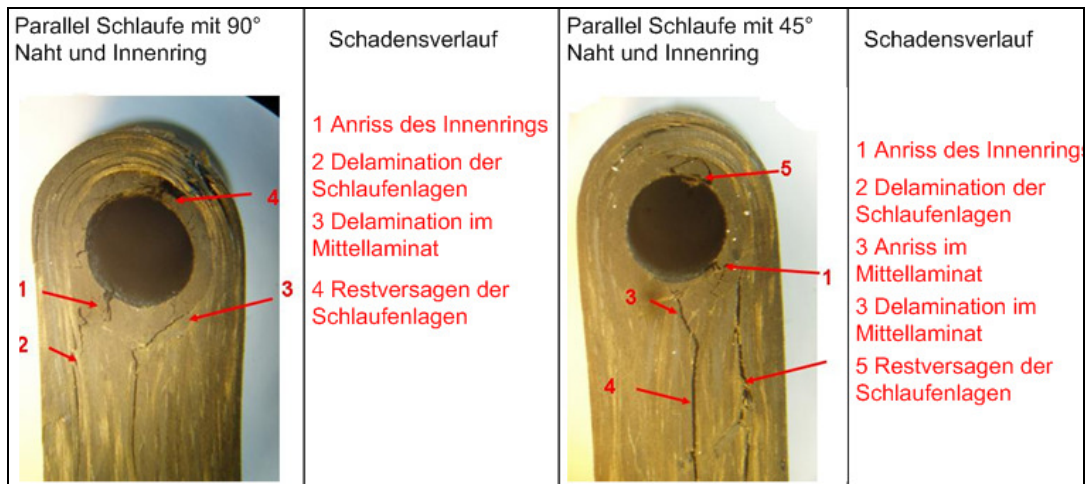 Parallel Schlaufe mit 90°
Naht und Innenring
Schadensverlauf
1 Anriss des Innenrings
2 Delamination der
Schlaufenlagen
3 Delamination im
Mittellaminat
4 Restversagen der
Schlaufenlagen
4
1
3
2
Parallel Schlaufe mit 45°
Naht und Innenring
Schadensverlauf
1 Anriss des Innenrings
2 Delamination der
Schlaufenlagen
3 Anriss im
Mittellaminat
3 Delamination im
Mittellaminat
5 Restversagen der
Schlaufenlagen
5
1
3
4